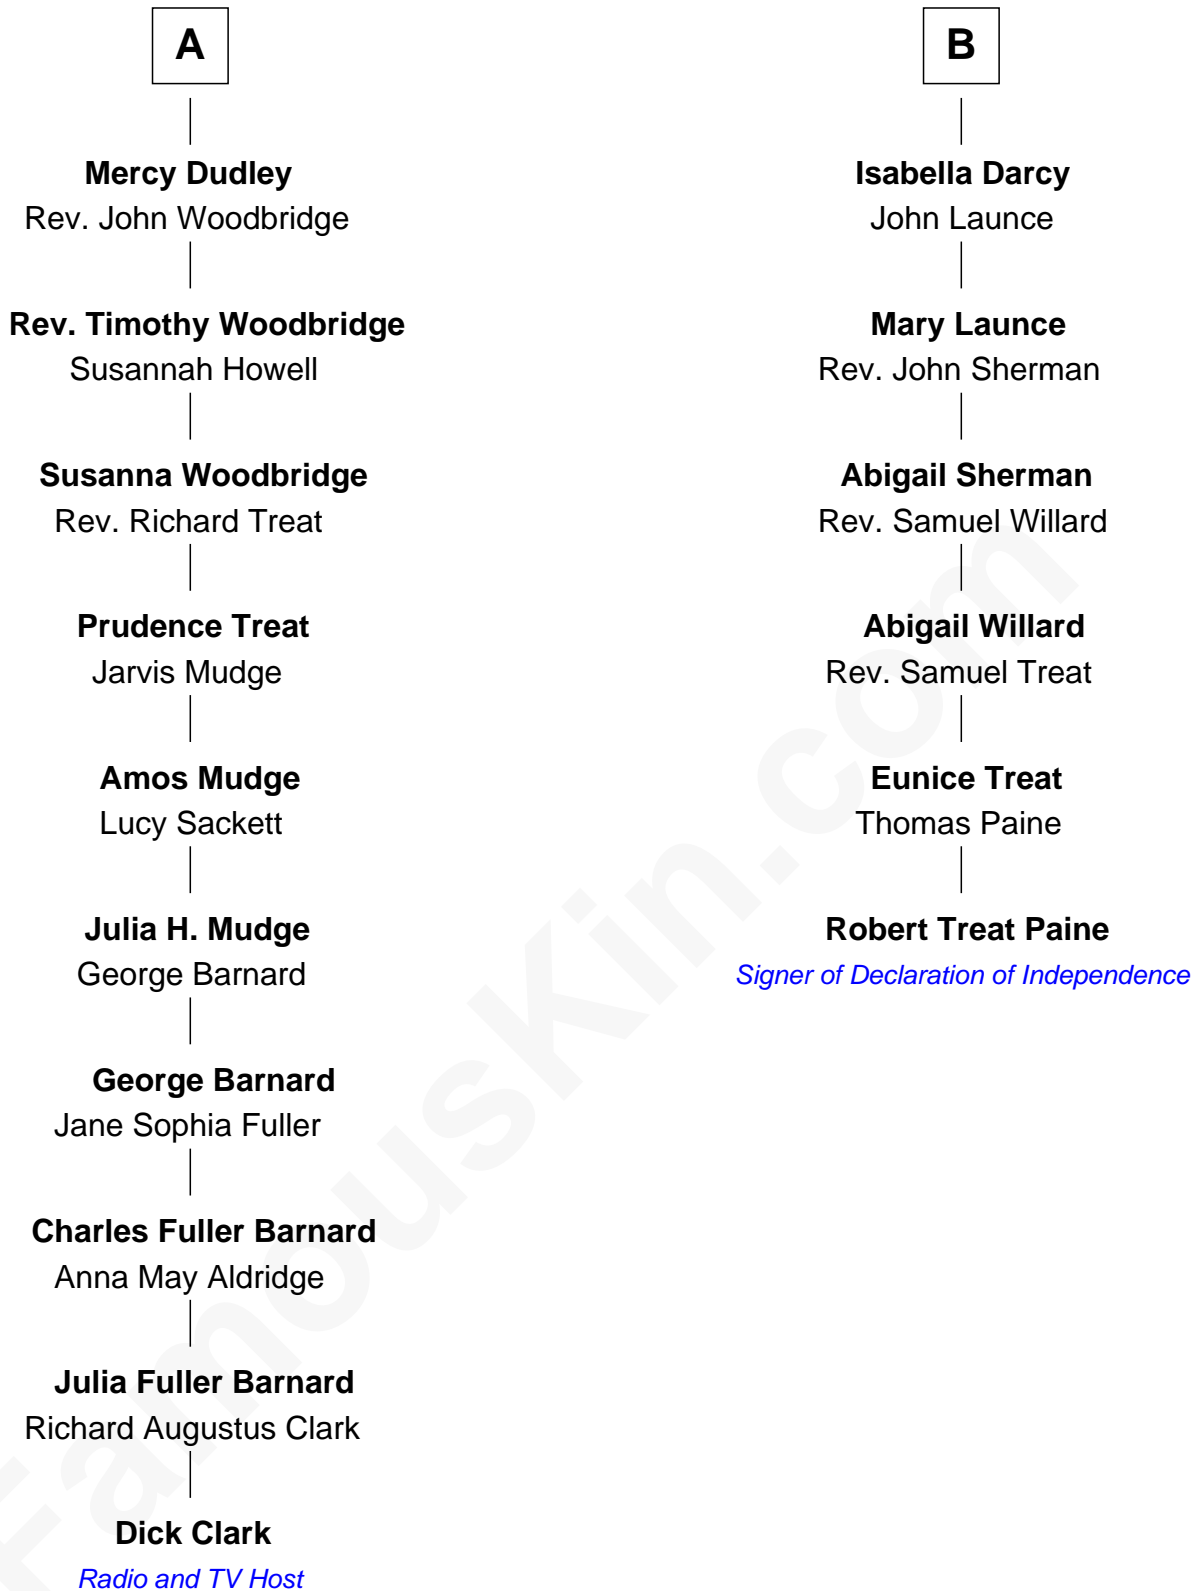 A
Mercy Dudley
Rev. John Woodbridge
Rev. Timothy Woodbridge
Susannah Howell
Susanna Woodbridge
Rev. Richard Treat
Prudence Treat
Jarvis Mudge
Amos Mudge
Lucy Sackett
Julia H. Mudge
George Barnard
George Barnard
Jane Sophia Fuller
Charles Fuller Barnard
Anna May Aldridge
Julia Fuller Barnard
Richard Augustus Clark
Dick Clark
Radio and TV Host
B
Isabella Darcy
John Launce
Mary Launce
Rev. John Sherman
Abigail Sherman
Rev. Samuel Willard
Abigail Willard
Rev. Samuel Treat
Eunice Treat
Thomas Paine
Robert Treat Paine
Signer of Declaration of Independence
FamousKin.com